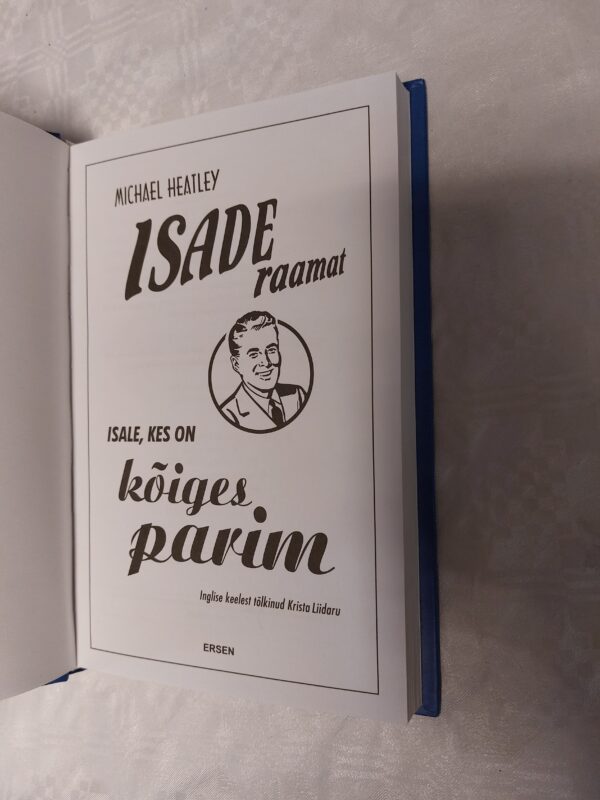 MICHAEL HEATLEY
ISADE
raamat
ISALE, KES ON
kõiges
parim
Inglise keelest tõlkinud Krista Liidaru
ERSEN